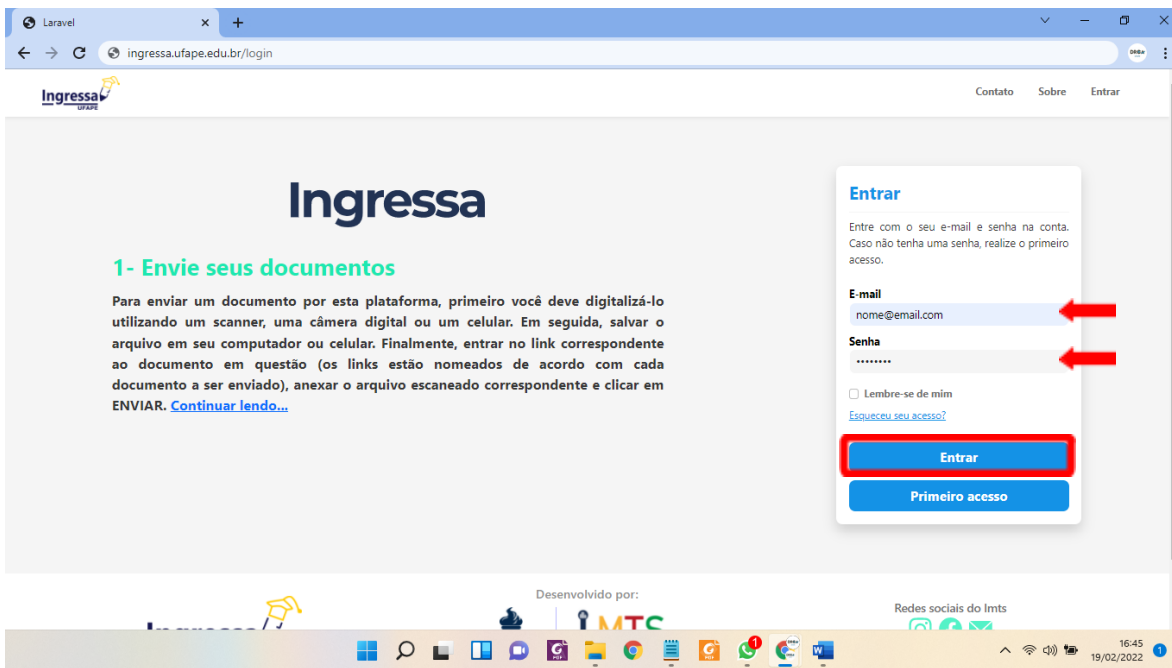 Laravel
ingressa.ufape.edu.br/login
Ingressa
UFAPE
Contato Sobre Entrar
Ingressa
1- Envie seus documentos
Para enviar um documento por esta plataforma, primeiro você deve digitalizá-lo
utilizando um scanner, uma câmera digital ou um celular. Em seguida, salvar o
arquivo em seu computador ou celular. Finalmente, entrar no link correspondente
ao documento em questão (os links estão nomeados de acordo com cada
documento a ser enviado), anexar o arquivo escaneado correspondente e clicar em
ENVIAR. Continuar lendo...
Entrar
Entre com o seu e-mail e senha na conta.
Caso não tenha uma senha, realize o primeiro
acesso.
E-mail
nome@email.com
Senha
••••••••
Lembre-se de mim
Esqueceu seu acesso?
Entrar
Primeiro acesso
Desenvolvido por:
Redes sociais do lmts
16:45
19/02/2022
1